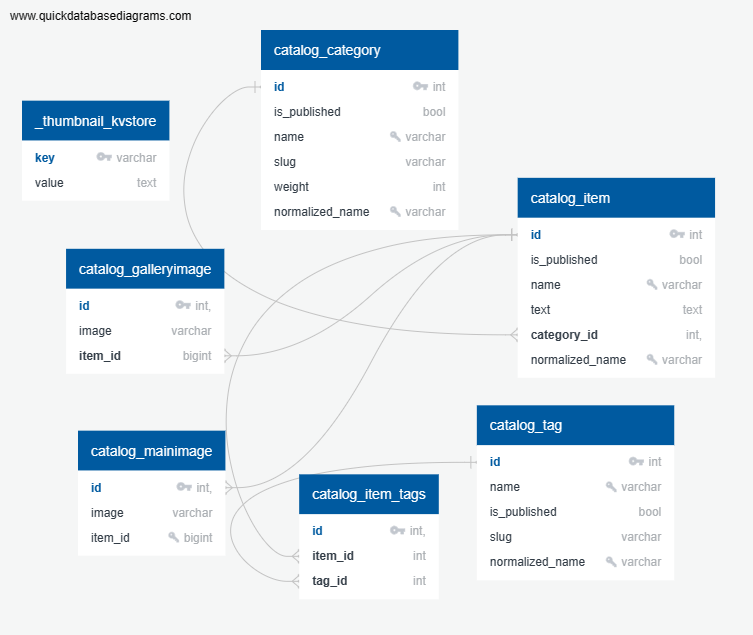 www.quickdatabasediagrams.com
catalog_category
id int
is_published bool
name varchar
slug varchar
weight int
normalized_name varchar
_thumbnail_kvstore
key varchar
value text
catalog_item
id int
is_published bool
name varchar
text text
category_id int,
normalized_name varchar
catalog_galleryimage
id int,
image varchar
item_id bigint
catalog_mainimage
id int,
image varchar
item_id bigint
catalog_item_tags
id int,
item_id int
tag_id int
catalog_tag
id int
name varchar
is_published bool
slug varchar
normalized_name varchar